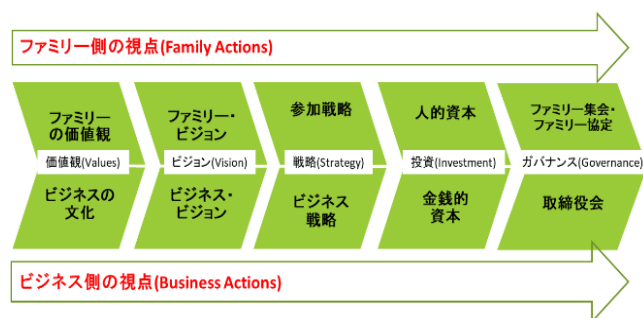 ファミリー側の視点(Family Actions)
ファミリー
の価値観
ファミリー・
ビジョン
参加戦略
人的資本
ファミリー集会・
ファミリー協定
価値観(Values)
ビジョン(Vision)
戦略(Strategy)
投資(Investment)
ガバナンス(Governance)
ビジネスの
文化
ビジネス・
ビジョン
ビジネス
戦略
金銭的
資本
取締役会
ビジネス側の視点(Business Actions)